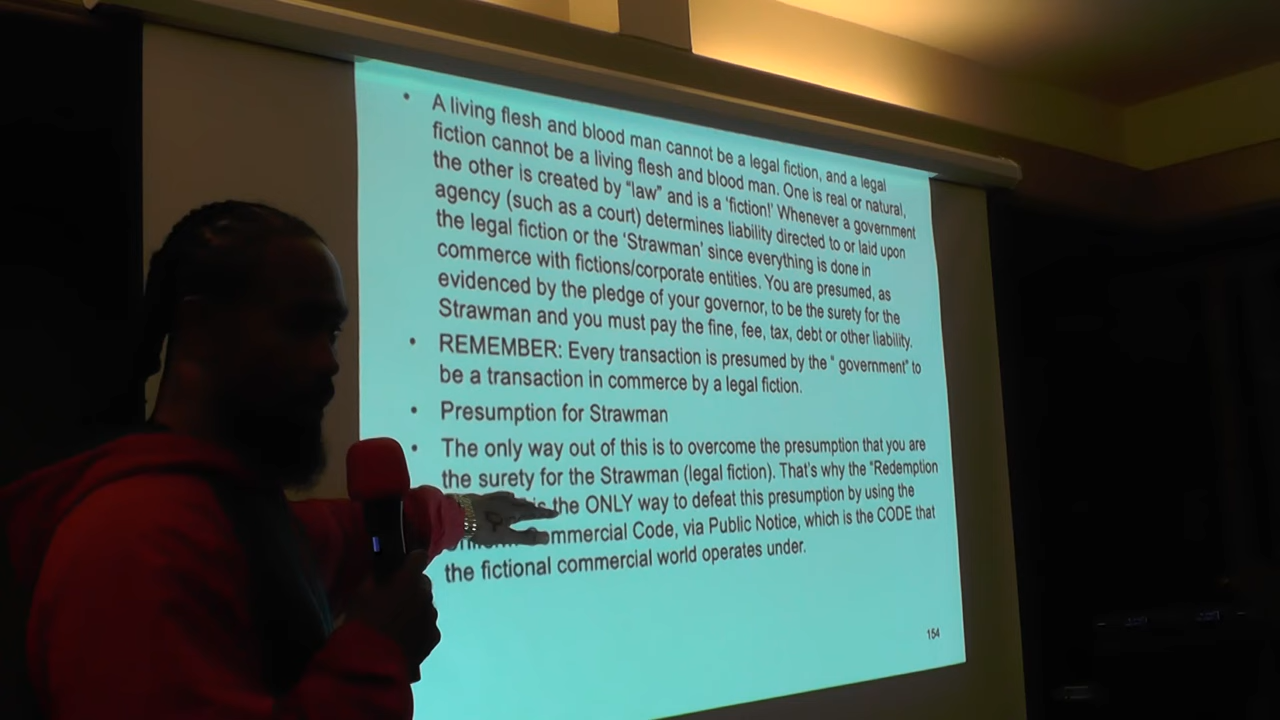 • A living flesh and blood man cannot be a legal fiction, and a legal
fiction cannot be a living flesh and blood man. One is real or natural,
the other is created by "law" and is a 'fiction!' Whenever a government
agency (such as a court) determines liability directed to or laid upon
the legal fiction or the 'Strawman' since everything is done in
commerce with fictions/corporate entities. You are presumed, as
evidenced by the pledge of your governor, to be the surety for the
Strawman and you must pay the fine, fee, tax, debt or other liability.
• REMEMBER: Every transaction is presumed by the " government" to
be a transaction in commerce by a legal fiction.
• Presumption for Strawman
• The only way out of this is to overcome the presumption that you are
the surety for the Strawman (legal fiction). That's why the "Redemption
is the ONLY way to defeat this presumption by using the
Code, via Public Notice, which is the CODE that
the fictional commercial world operates under.
154